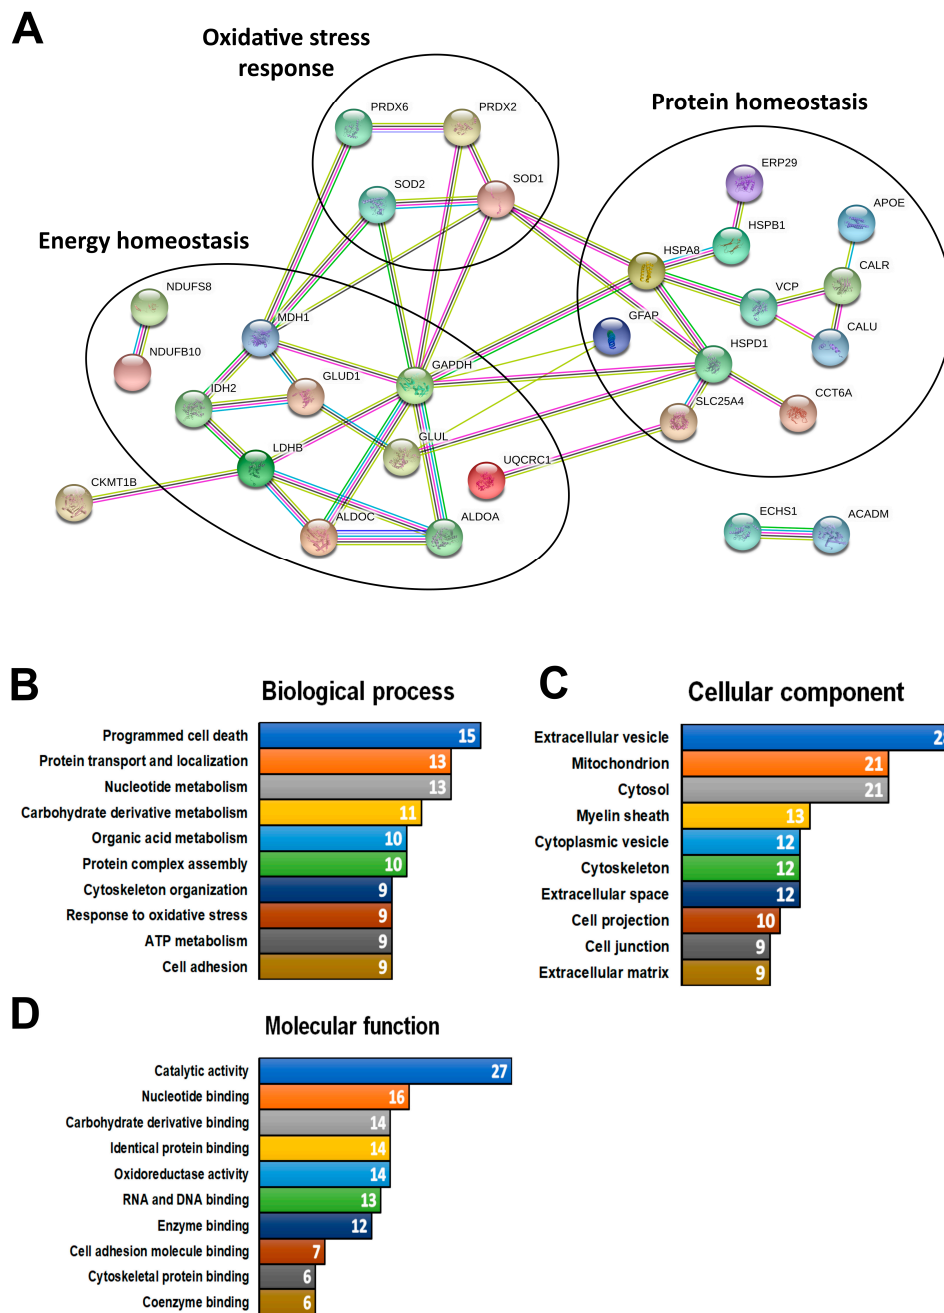 A
Oxidative stress
response
Protein homeostasis
Energy homeostasis
PRDX6
PRDX2
SOD2
SOD1
ERP29
HSPB1
APOE
HSPA8
CALR
VCP
CALU
GFAP
HSPD1
SLC25A4
CCT6A
NDUFS8
NDUFB10
MDH1
GAPDH
IDH2
GLUD1
GLUL
LDHB
UQCRC1
CKMT1B
ALDOC
ALDOA
ECHS1
ACADM
B
Biological process
Programmed cell death 15
Protein transport and localization 13
Nucleotide metabolism 13
Carbohydrate derivative metabolism 11
Organic acid metabolism 10
Protein complex assembly 10
Cytoskeleton organization 9
Response to oxidative stress 9
ATP metabolism 9
Cell adhesion 9
C
Cellular component
Extracellular vesicle
Mitochondrion 21
Cytosol 21
Myelin sheath 13
Cytoplasmic vesicle 12
Cytoskeleton 12
Extracellular space 12
Cell projection 10
Cell junction 9
Extracellular matrix 9
D
Molecular function
Catalytic activity 27
Nucleotide binding 16
Carbohydrate derivative binding 14
Identical protein binding 14
Oxidoreductase activity 14
RNA and DNA binding 13
Enzyme binding 12
Cell adhesion molecule binding 7
Cytoskeletal protein binding 6
Coenzyme binding 6